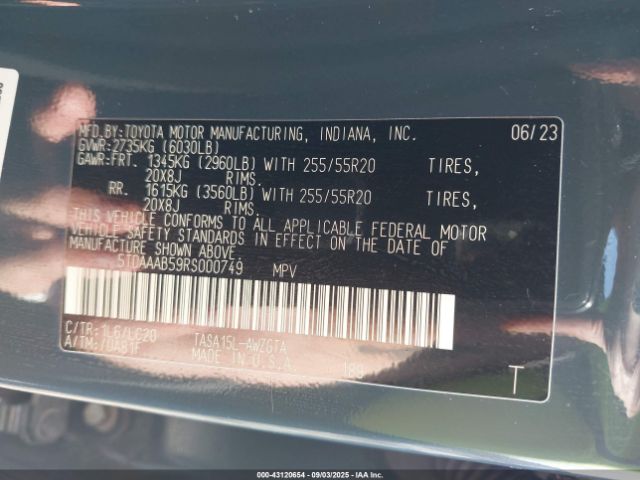 MFD.BY:TOYOTA MOTOR MANUFACTURING, INDIANA, INC. 06/23
GVWR:2735KG (6030LB)
GAWR:FRT. 1345KG (2960LB) WITH 255/55R20 TIRES,
20X8J RIMS.
RR. 1615KG (3560LB) WITH 255/55R20 TIRES,
20X8J RIMS.
THIS VEHICLE CONFORMS TO ALL APPLICABLE FEDERAL MOTOR
VEHICLE SAFETY STANDARDS IN EFFECT ON THE DATE OF
MANUFACTURE SHOWN ABOVE.
5TDAAAB59RS000749 MPV
C/TR:1L6/LC20 TASA15L-AWZGTA
A/TM:/UA81F MADE IN U.S.A. 189
T
000-43120654 - 09/03/2025 - IAA Inc.